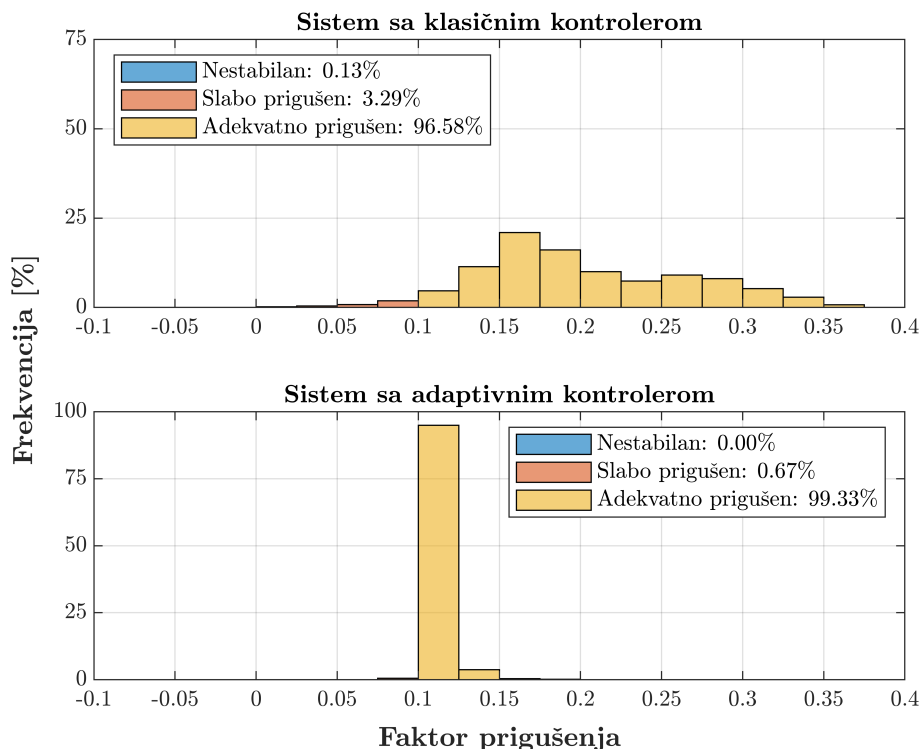 Sistem sa klasičnim kontrolerom
75
50
25
0
Nestabilan: 0.13%
Slabo prigušen: 3.29%
Adekvatno prigušen: 96.58%
-0.1 -0.05 0 0.05 0.1 0.15 0.2 0.25 0.3 0.35 0.4
Frekvencija [%]
Sistem sa adaptivnim kontrolerom
100
75
50
25
0
Nestabilan: 0.00%
Slabo prigušen: 0.67%
Adekvatno prigušen: 99.33%
-0.1 -0.05 0 0.05 0.1 0.15 0.2 0.25 0.3 0.35 0.4
Faktor prigušenja